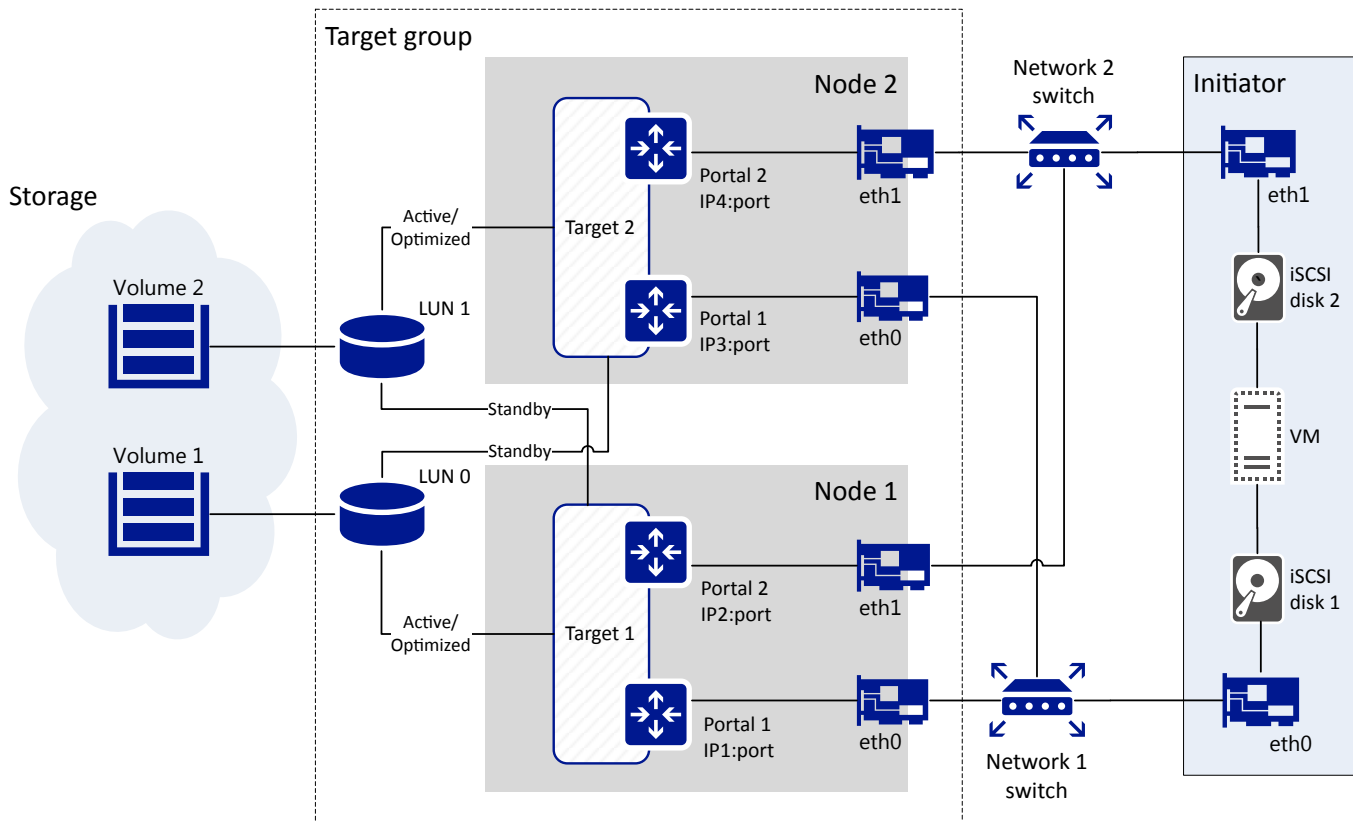 Target group
Node 2
Network 2
switch
Initiator
Storage
Portal 2
IP4:port
eth1
eth1
Active/
Optimized
Target 2
Volume 2
LUN 1
Portal 1
IP3:port
eth0
iSCSI
disk 2
Standby
Standby
VM
Volume 1
LUN 0
Node 1
Portal 2
IP2:port
eth1
iSCSI
disk 1
Active/
Optimized
Target 1
Portal 1
IP1:port
eth0
Network 1
switch
eth0